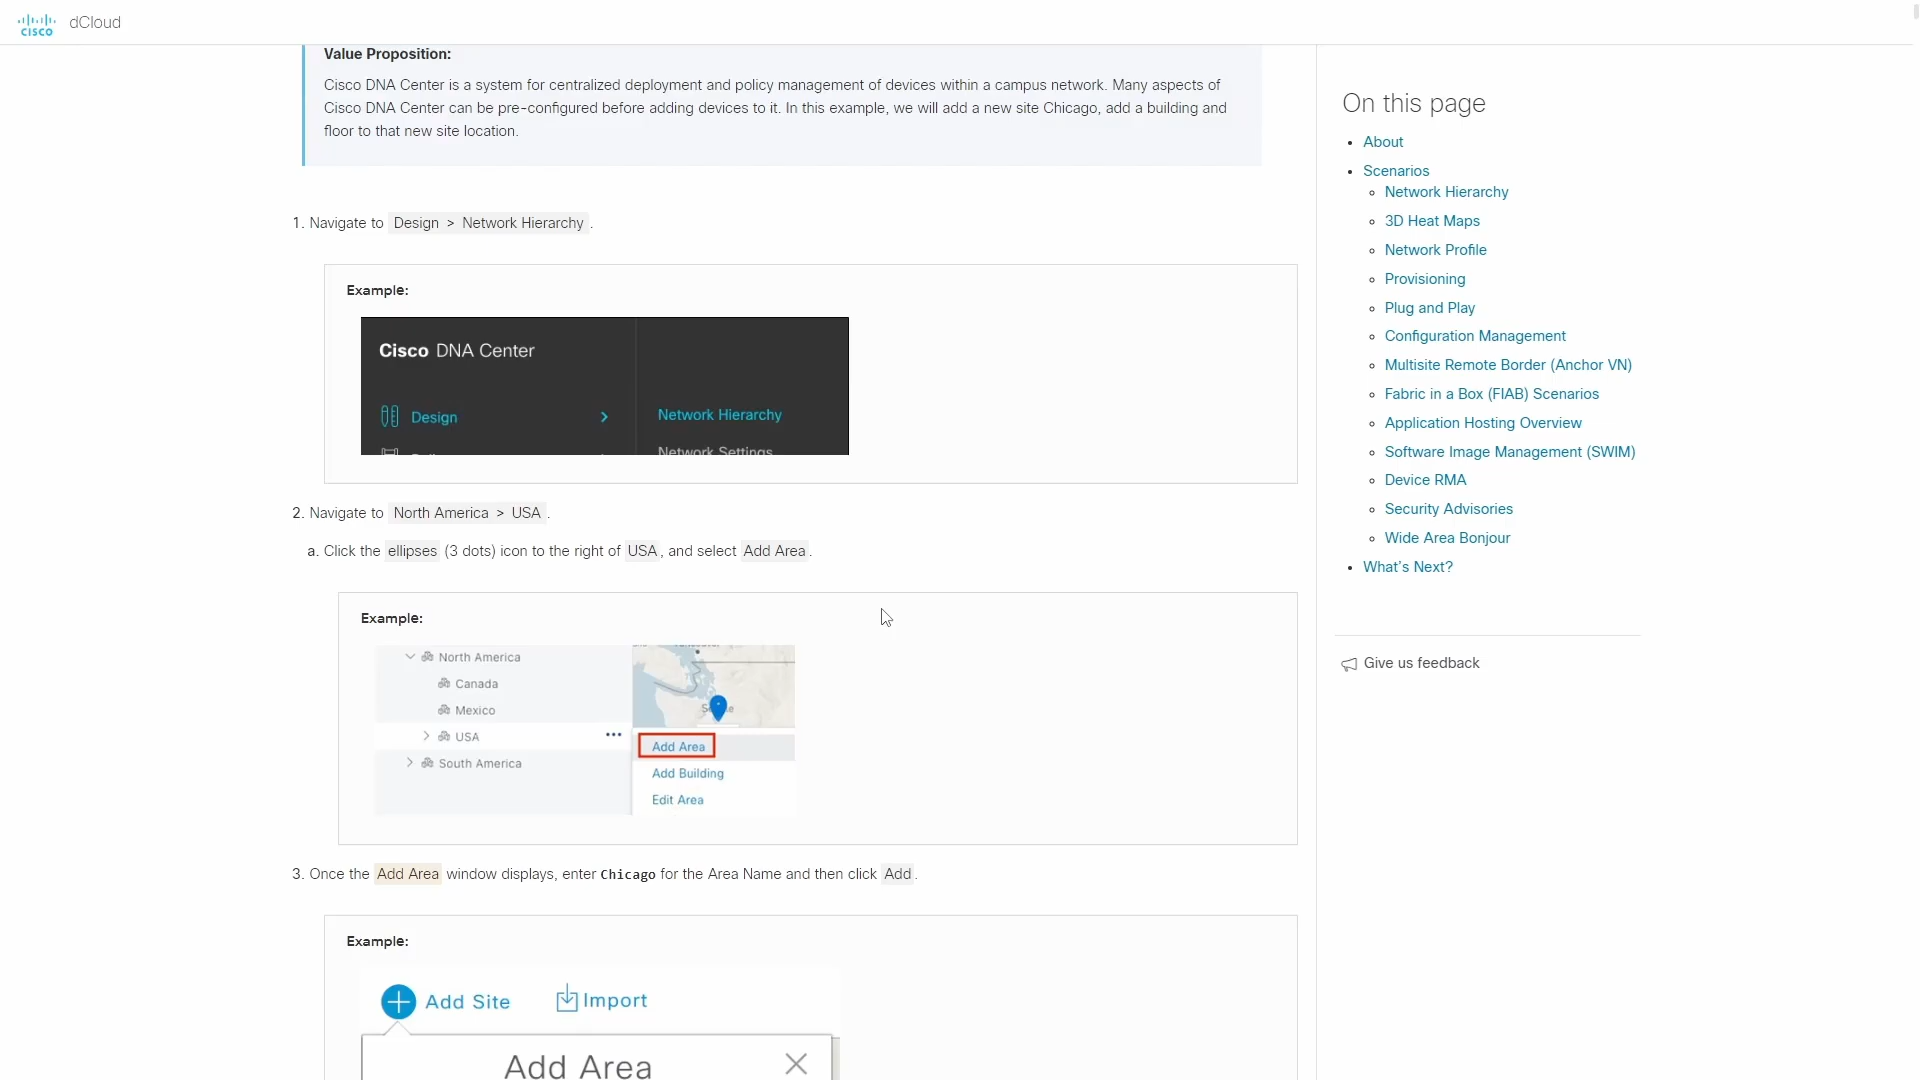 cisco dCloud
Value Proposition:
Cisco DNA Center is a system for centralized deployment and policy management of devices within a campus network. Many aspects of
Cisco DNA Center can be pre-configured before adding devices to it. In this example, we will add a new site Chicago, add a building and
floor to that new site location.
1. Navigate to Design > Network Hierarchy .
Example:
Cisco DNA Center
Design
Network Hierarchy
Network Settings
2. Navigate to North America > USA .
a. Click the ellipses (3 dots) icon to the right of USA , and select Add Area .
Example:
North America
Canada
Mexico
USA
South America
Add Area
Add Building
Edit Area
3. Once the Add Area window displays, enter Chicago for the Area Name and then click Add .
Example:
Add Site
Import
Add Area
On this page
• About
• Scenarios
Network Hierarchy
3D Heat Maps
Network Profile
Provisioning
Plug and Play
Configuration Management
Multisite Remote Border (Anchor VN)
Fabric in a Box (FIAB) Scenarios
Application Hosting Overview
Software Image Management (SWIM)
Device RMA
Security Advisories
Wide Area Bonjour
• What's Next?
Give us feedback